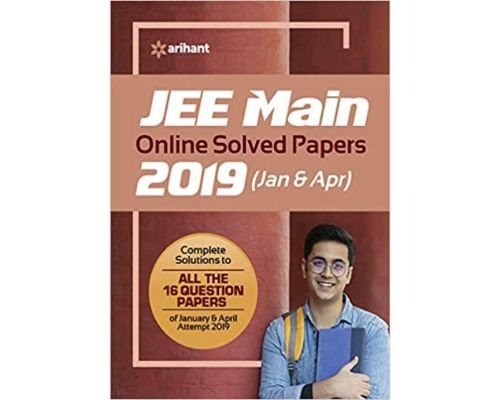 arihant
JEE Main
Online Solved Papers
2019 (Jan & Apr)
Complete
Solutions to
ALL THE
16 QUESTION
PAPERS
of January & April
Attempt 2019